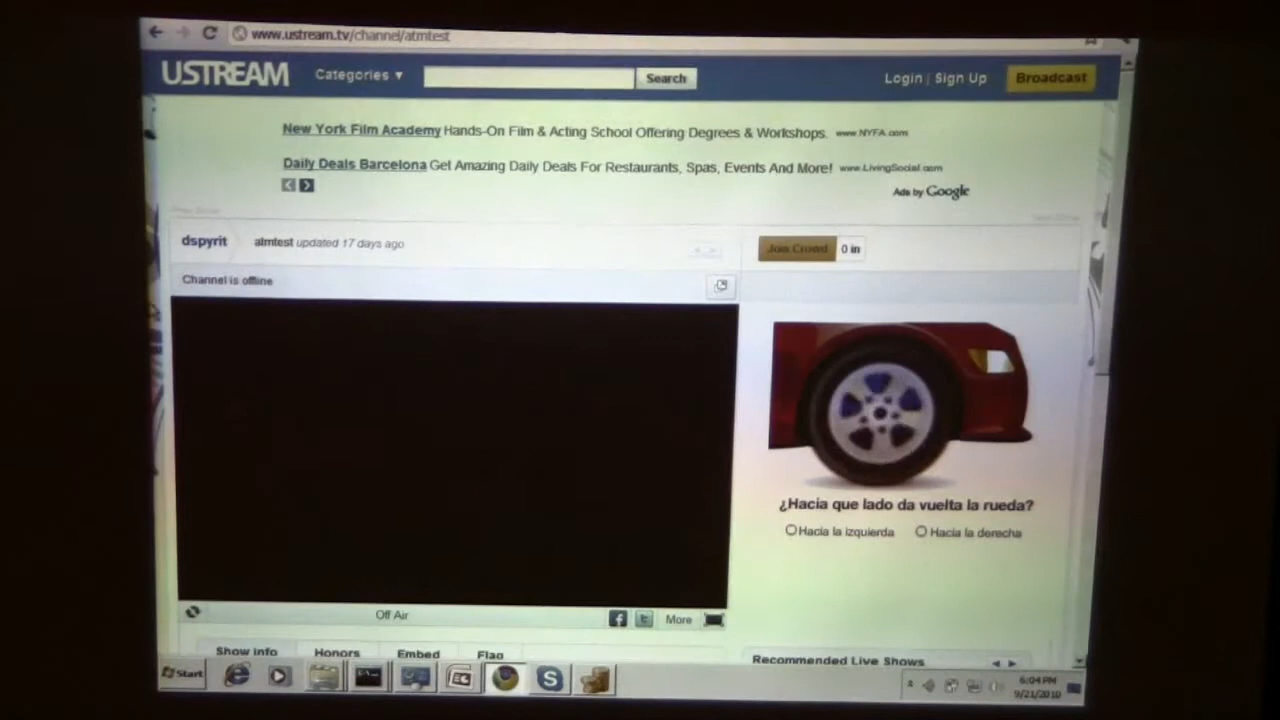 www.ustream.tv/channel/atmtest
USTREAM Categories Search Login | Sign Up Broadcast
New York Film Academy Hands-On Film & Acting School Offering Degrees & Workshops. www.NYFA.com
Daily Deals Barcelona Get Amazing Daily Deals For Restaurants, Spas, Events And More! www.LivingSocial.com
Ads by Google
dspyrit atmtest updated 17 days ago Join Crowd 0 in
Channel is offline
¿Hacia que lado da vuelta la rueda?
Hacia la izquierda Hacia la derecha
Off Air f t More
Show info Honors Embed Flag
Recommended Live Shows
Start S 6:04 PM
9/21/2010